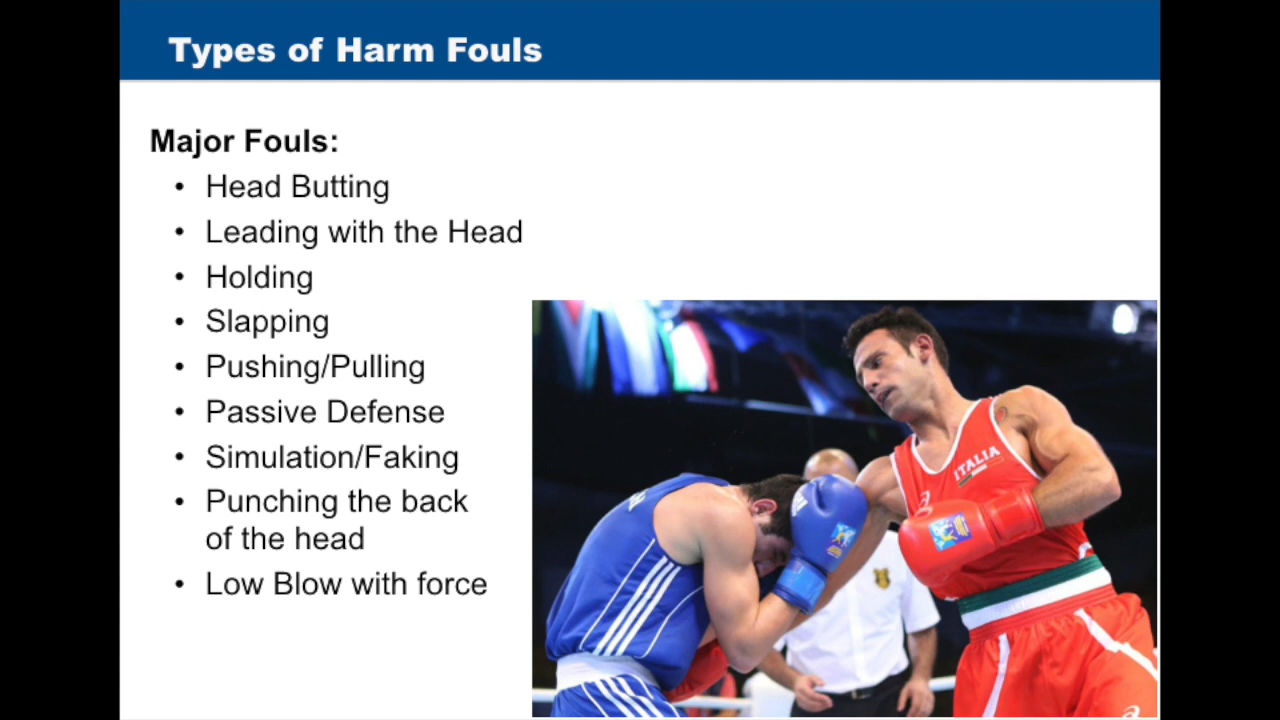 Types of Harm Fouls
Major Fouls:
• Head Butting
• Leading with the Head
• Holding
• Slapping
• Pushing/Pulling
• Passive Defense
• Simulation/Faking
• Punching the back
of the head
• Low Blow with force
ITALIA